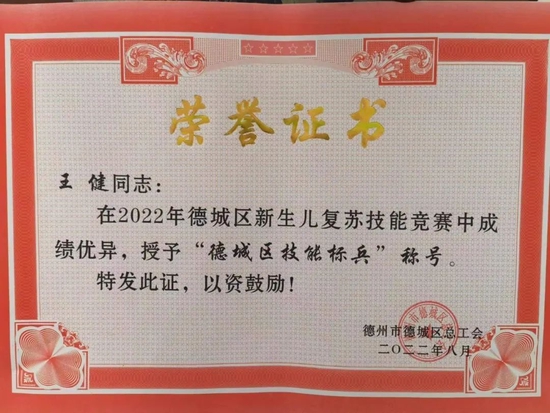 荣誉证书
王健同志：
在2022年德城区新生儿复苏技能竞赛中成
绩优异，授予“德城区技能标兵”称号。
特发此证，以资鼓励！
德州市德城区总工会
二〇二二年八月